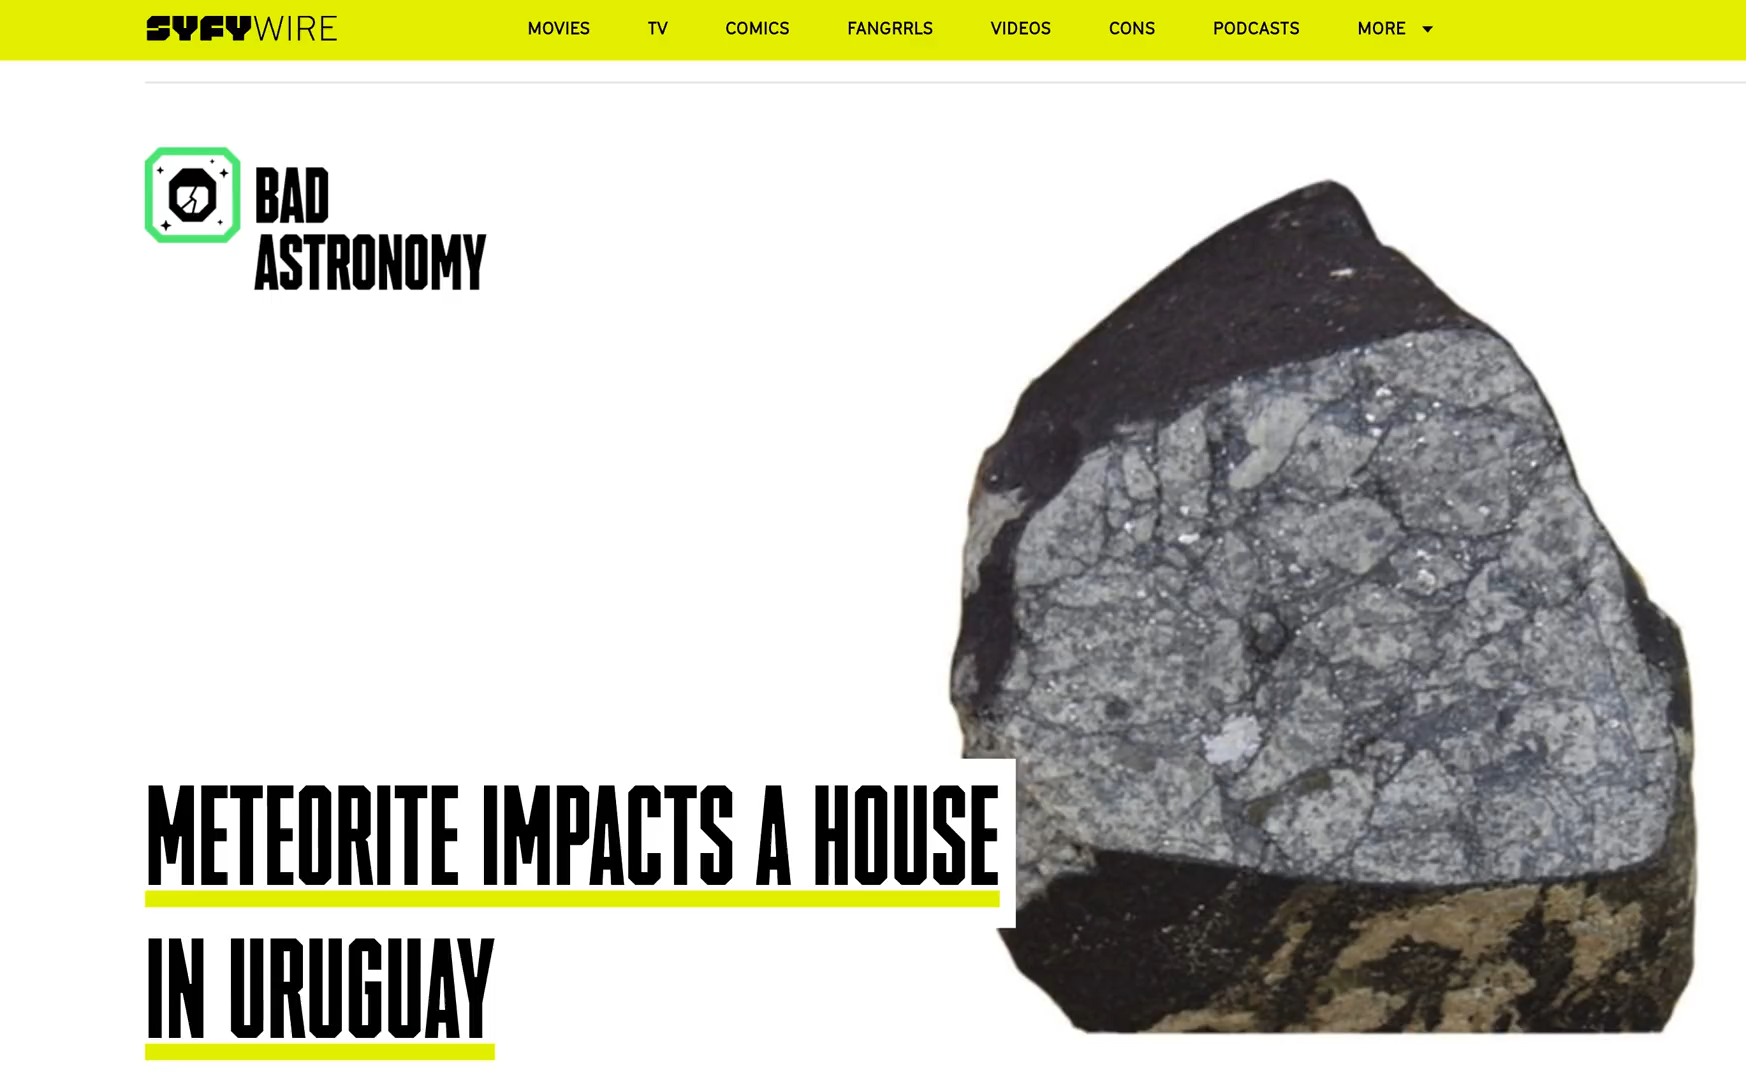 SYFYWIRE MOVIES TV COMICS FANGRRLS VIDEOS CONS PODCASTS MORE
BAD
ASTRONOMY
METEORITE IMPACTS A HOUSE
IN URUGUAY